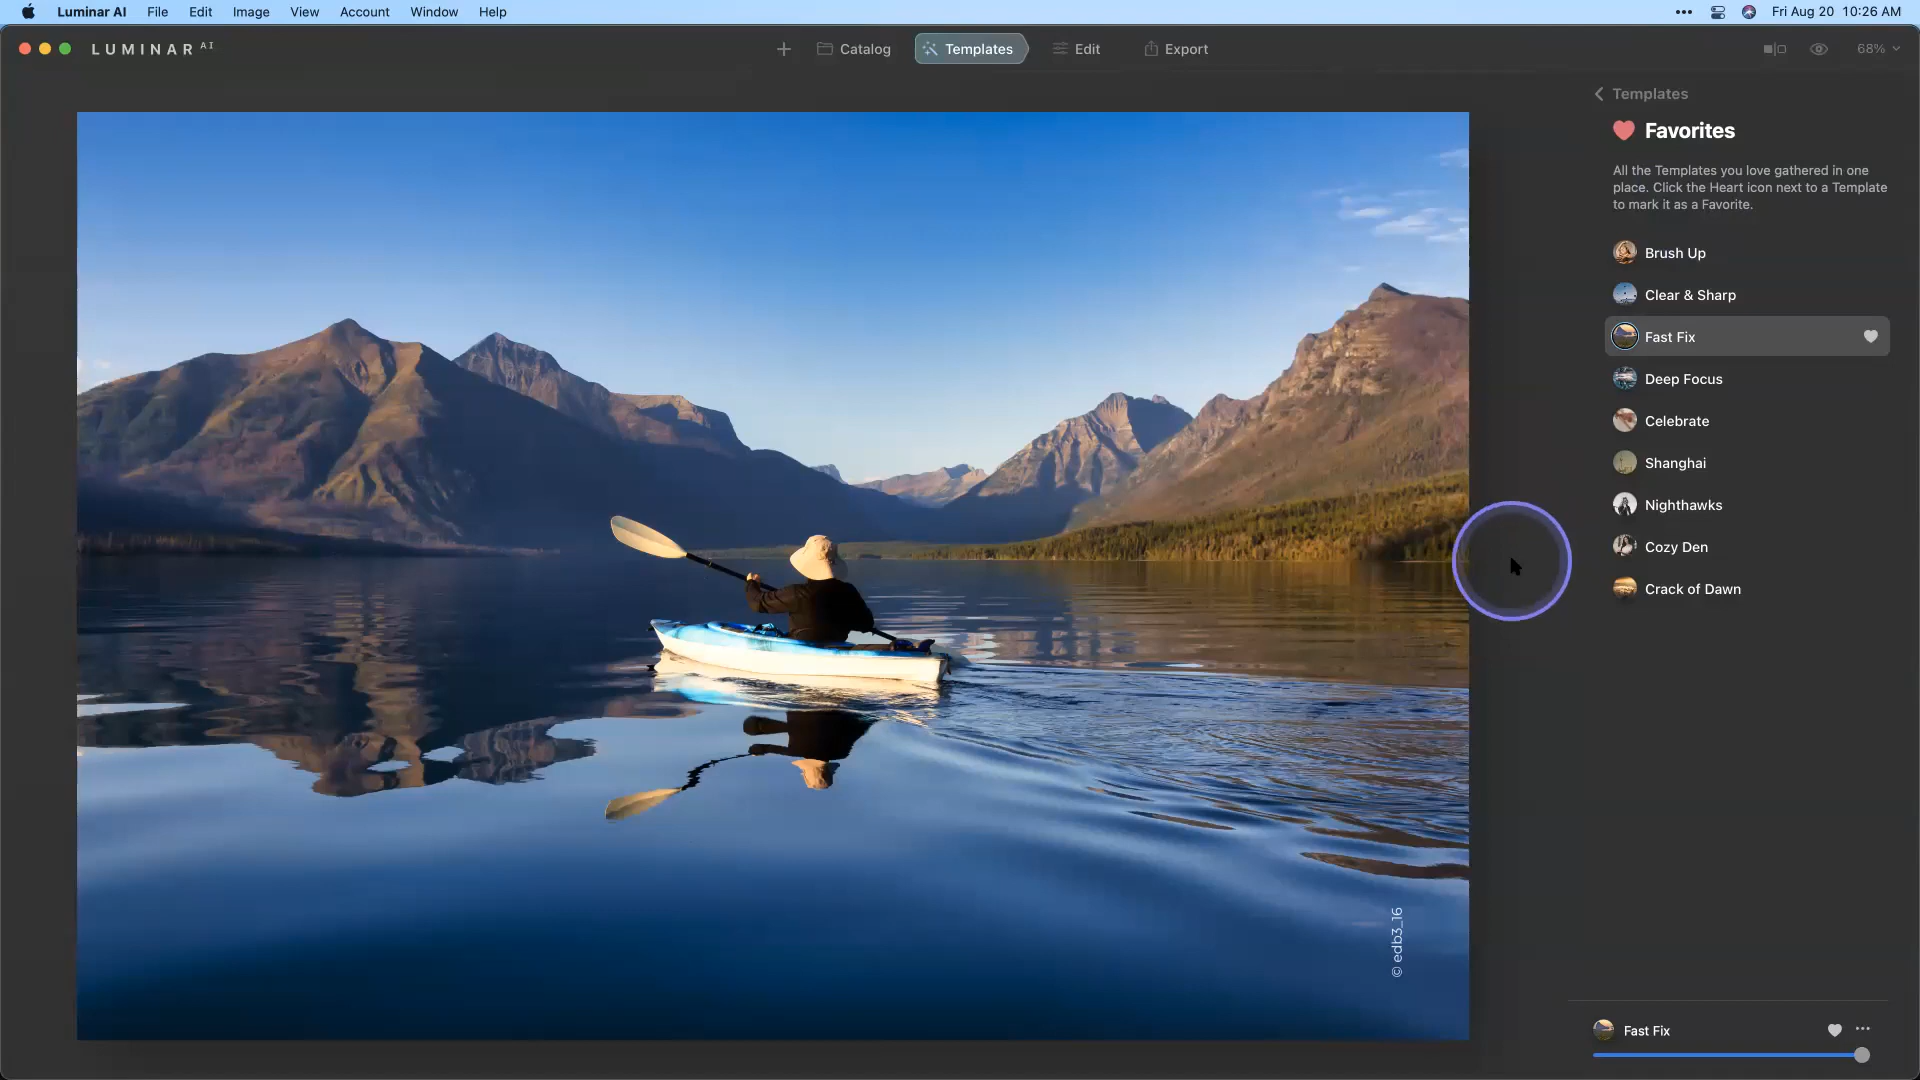 Luminar AI File Edit Image View Account Window Help
Fri Aug 20 10:26 AM
LUMINAR AI
Catalog Templates Edit Export
68%
Templates
Favorites
All the Templates you love gathered in one
place. Click the Heart icon next to a Template
to mark it as a Favorite.
Brush Up
Clear & Sharp
Fast Fix
Deep Focus
Celebrate
Shanghai
Nighthawks
Cozy Den
Crack of Dawn
© edb3_16
Fast Fix